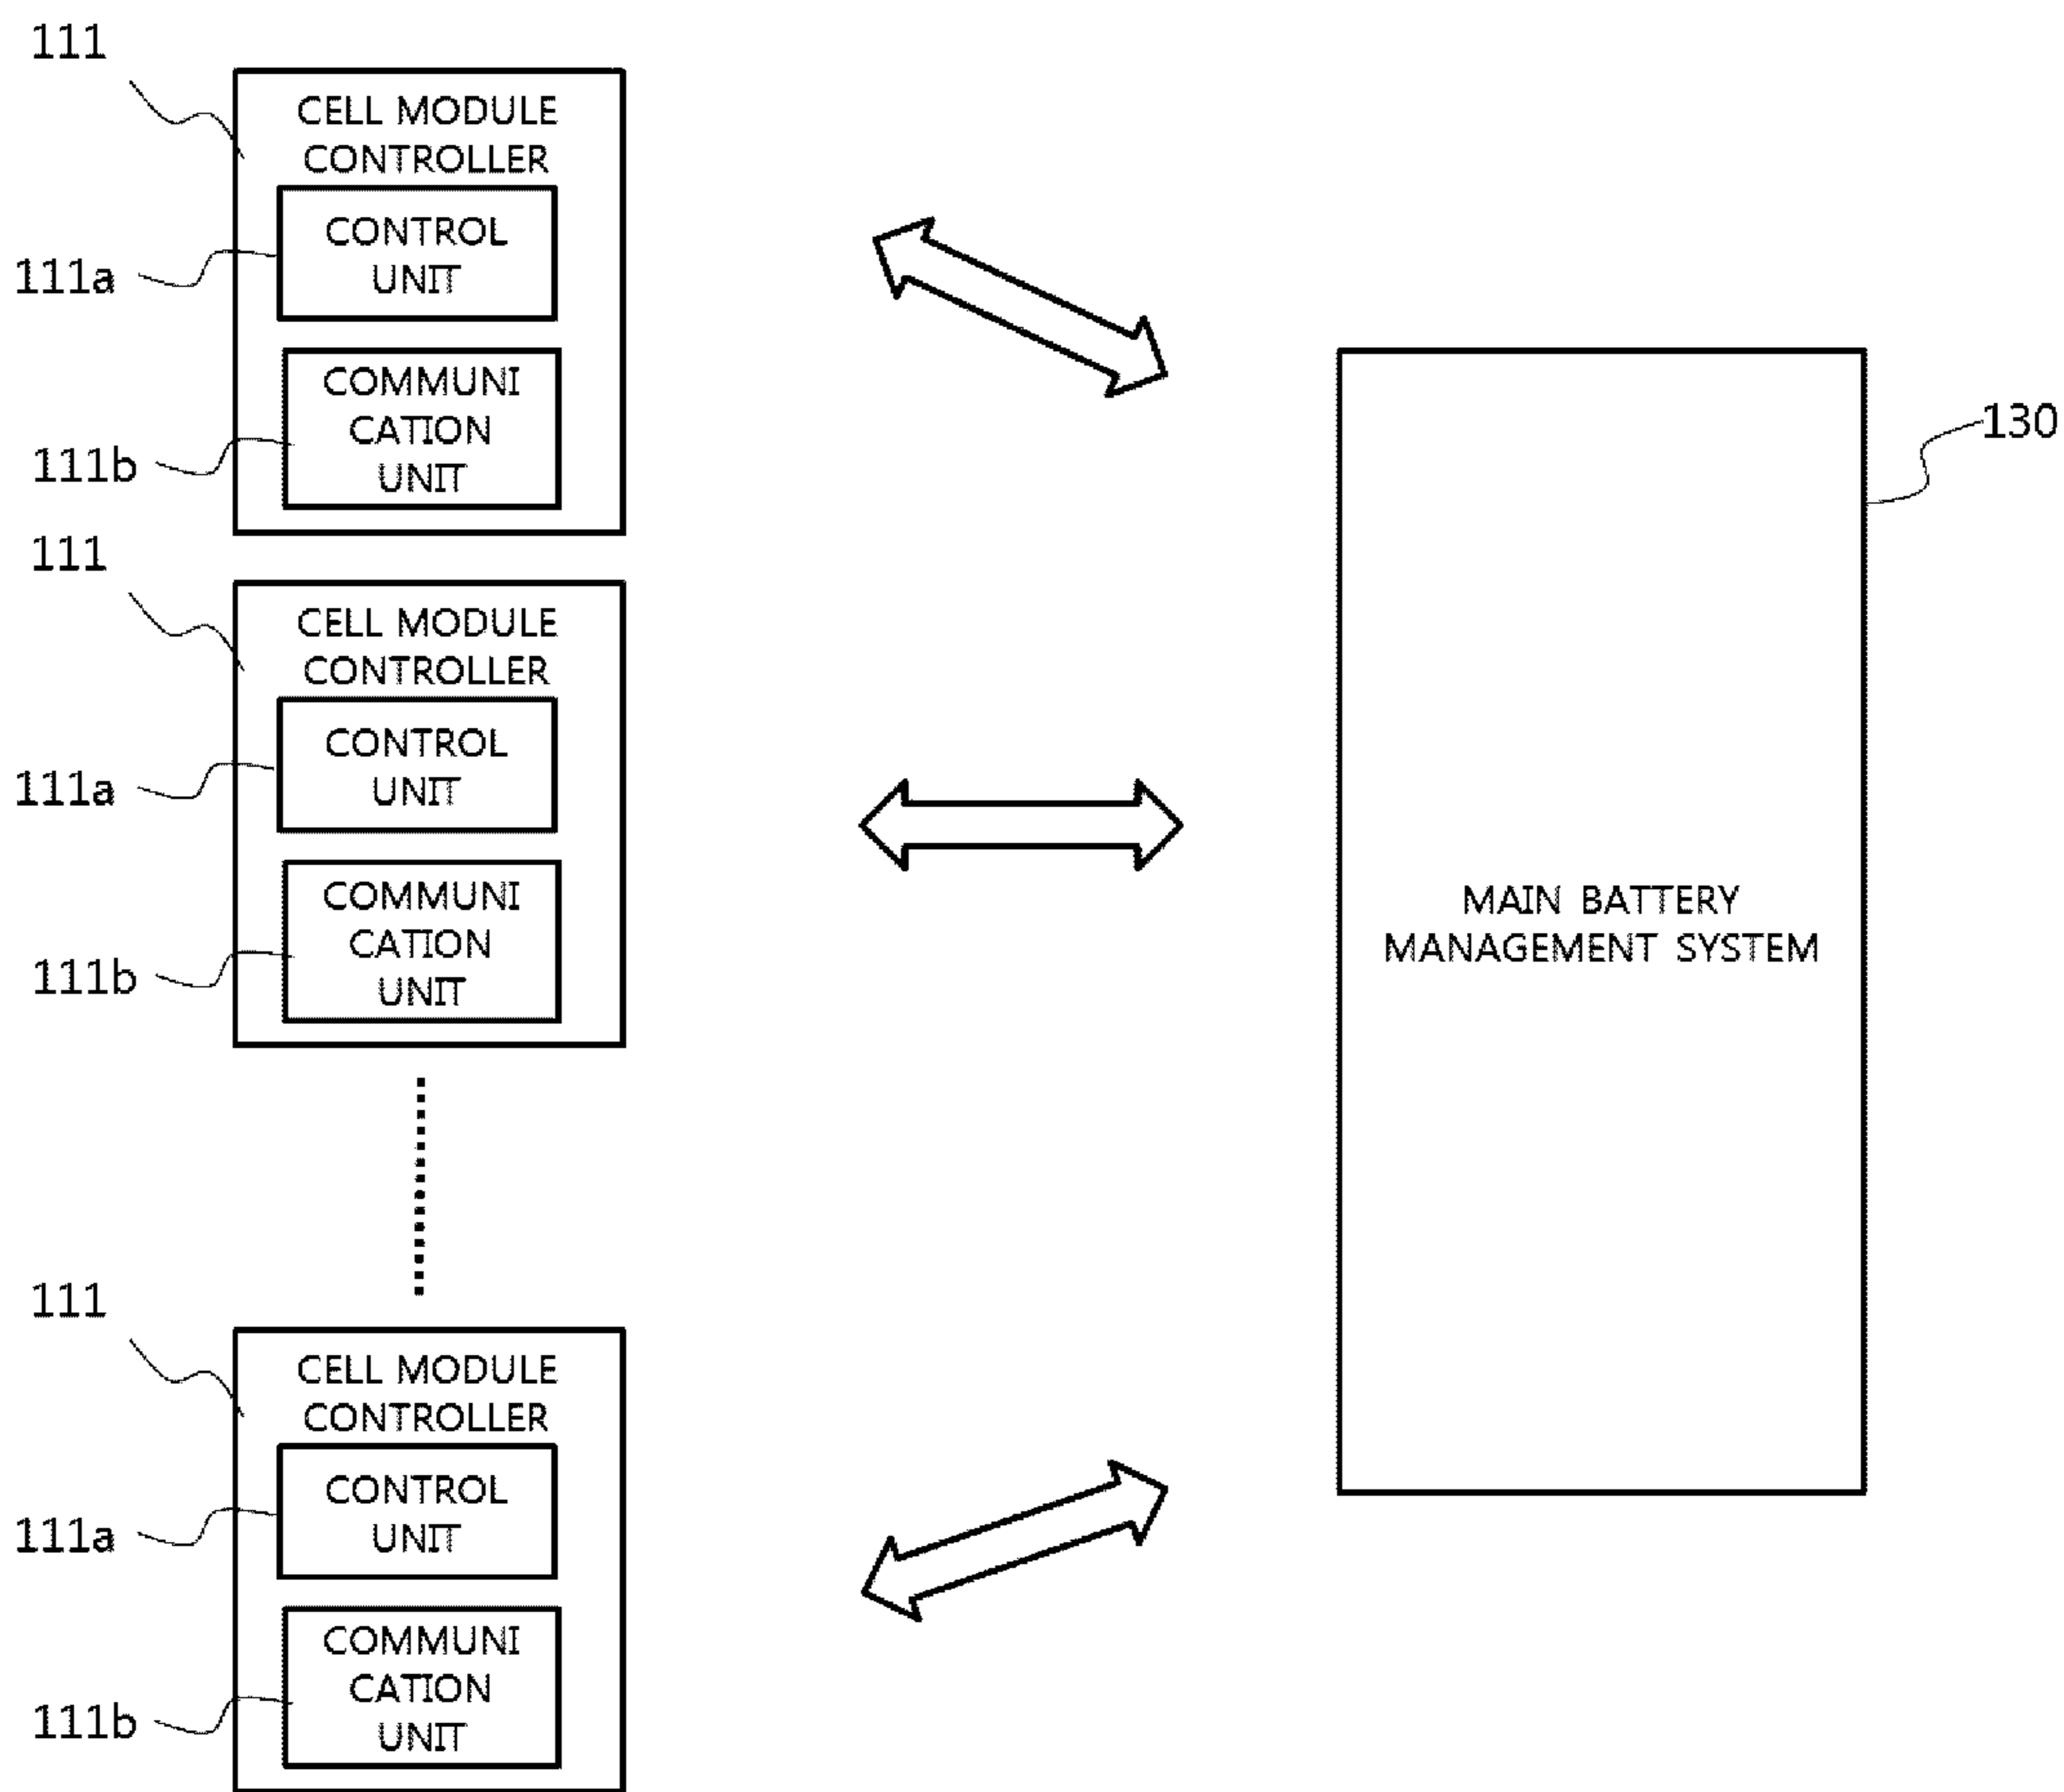 111
CELL MODULE
CONTROLLER
CONTROL
UNIT
111a
COMMUNI
CATION
UNIT
111b
111
CELL MODULE
CONTROLLER
CONTROL
UNIT
111a
COMMUNI
CATION
UNIT
111b
111
CELL MODULE
CONTROLLER
CONTROL
UNIT
111a
COMMUNI
CATION
UNIT
111b
130
MAIN BATTERY
MANAGEMENT SYSTEM